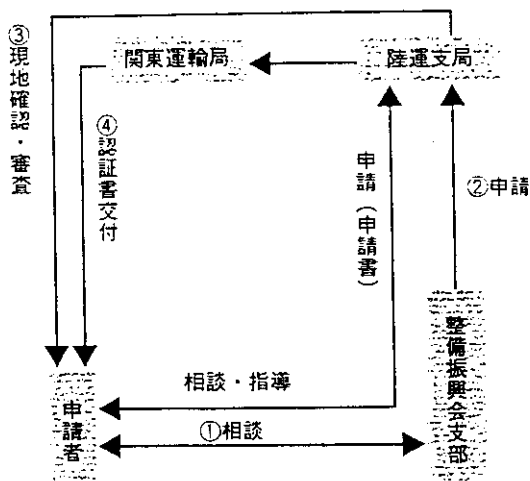 ③現地確認・審査
関東運輸局
陸運支局
④認証書交付
申請（申請書）
②申請
整備振興会支部
相談・指導
申請者
①相談